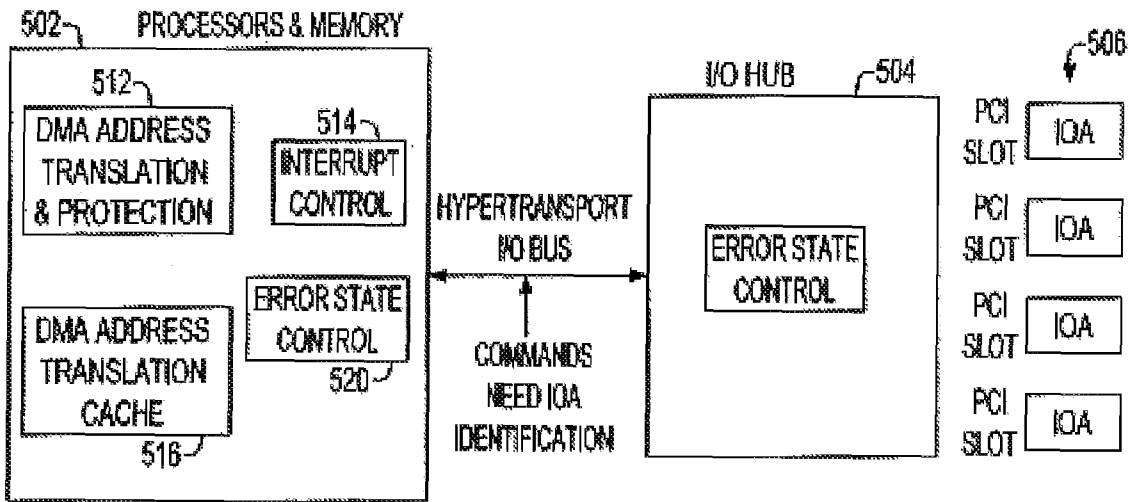 502
PROCESSORS & MEMORY
512
DMA ADDRESS
TRANSLATION
& PROTECTION
514
INTERRUPT
CONTROL
DMA ADDRESS
TRANSLATION
CACHE
516
ERROR STATE
CONTROL
520
HYPERTRANSPORT
I/O BUS
COMMANDS
NEED IOA
IDENTIFICATION
I/O HUB
504
ERROR STATE
CONTROL
506
PCI
SLOT
IOA
PCI
SLOT
IOA
PCI
SLOT
IOA
PCI
SLOT
IOA